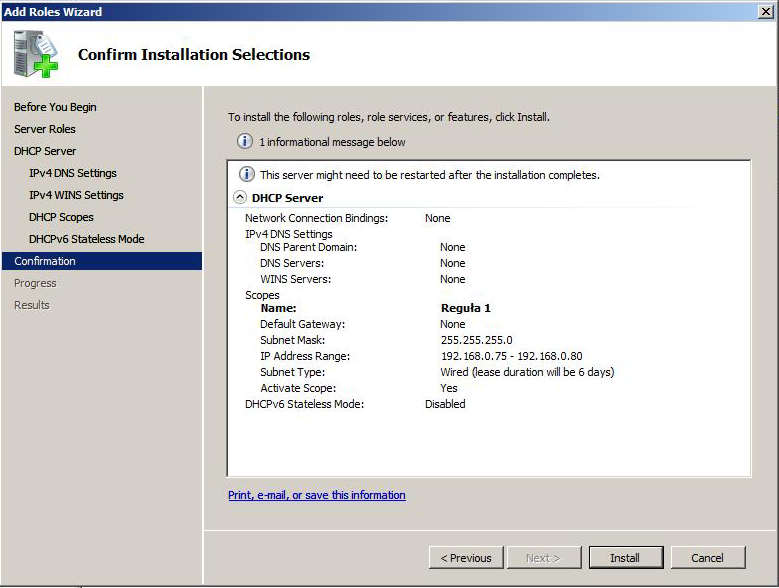 Add Roles Wizard
Confirm Installation Selections
Before You Begin
Server Roles
DHCP Server
IPv4 DNS Settings
IPv4 WINS Settings
DHCP Scopes
DHCPv6 Stateless Mode
Confirmation
Progress
Results
To install the following roles, role services, or features, click Install.
1 informational message below
This server might need to be restarted after the installation completes.
DHCP Server
Network Connection Bindings: None
IPv4 DNS Settings
DNS Parent Domain: None
DNS Servers: None
WINS Servers: None
Scopes
Name: Reguła 1
Default Gateway: None
Subnet Mask: 255.255.255.0
IP Address Range: 192.168.0.75 - 192.168.0.80
Subnet Type: Wired (lease duration will be 6 days)
Activate Scope: Yes
DHCPv6 Stateless Mode: Disabled
Print, e-mail, or save this information
< Previous Next > Install Cancel